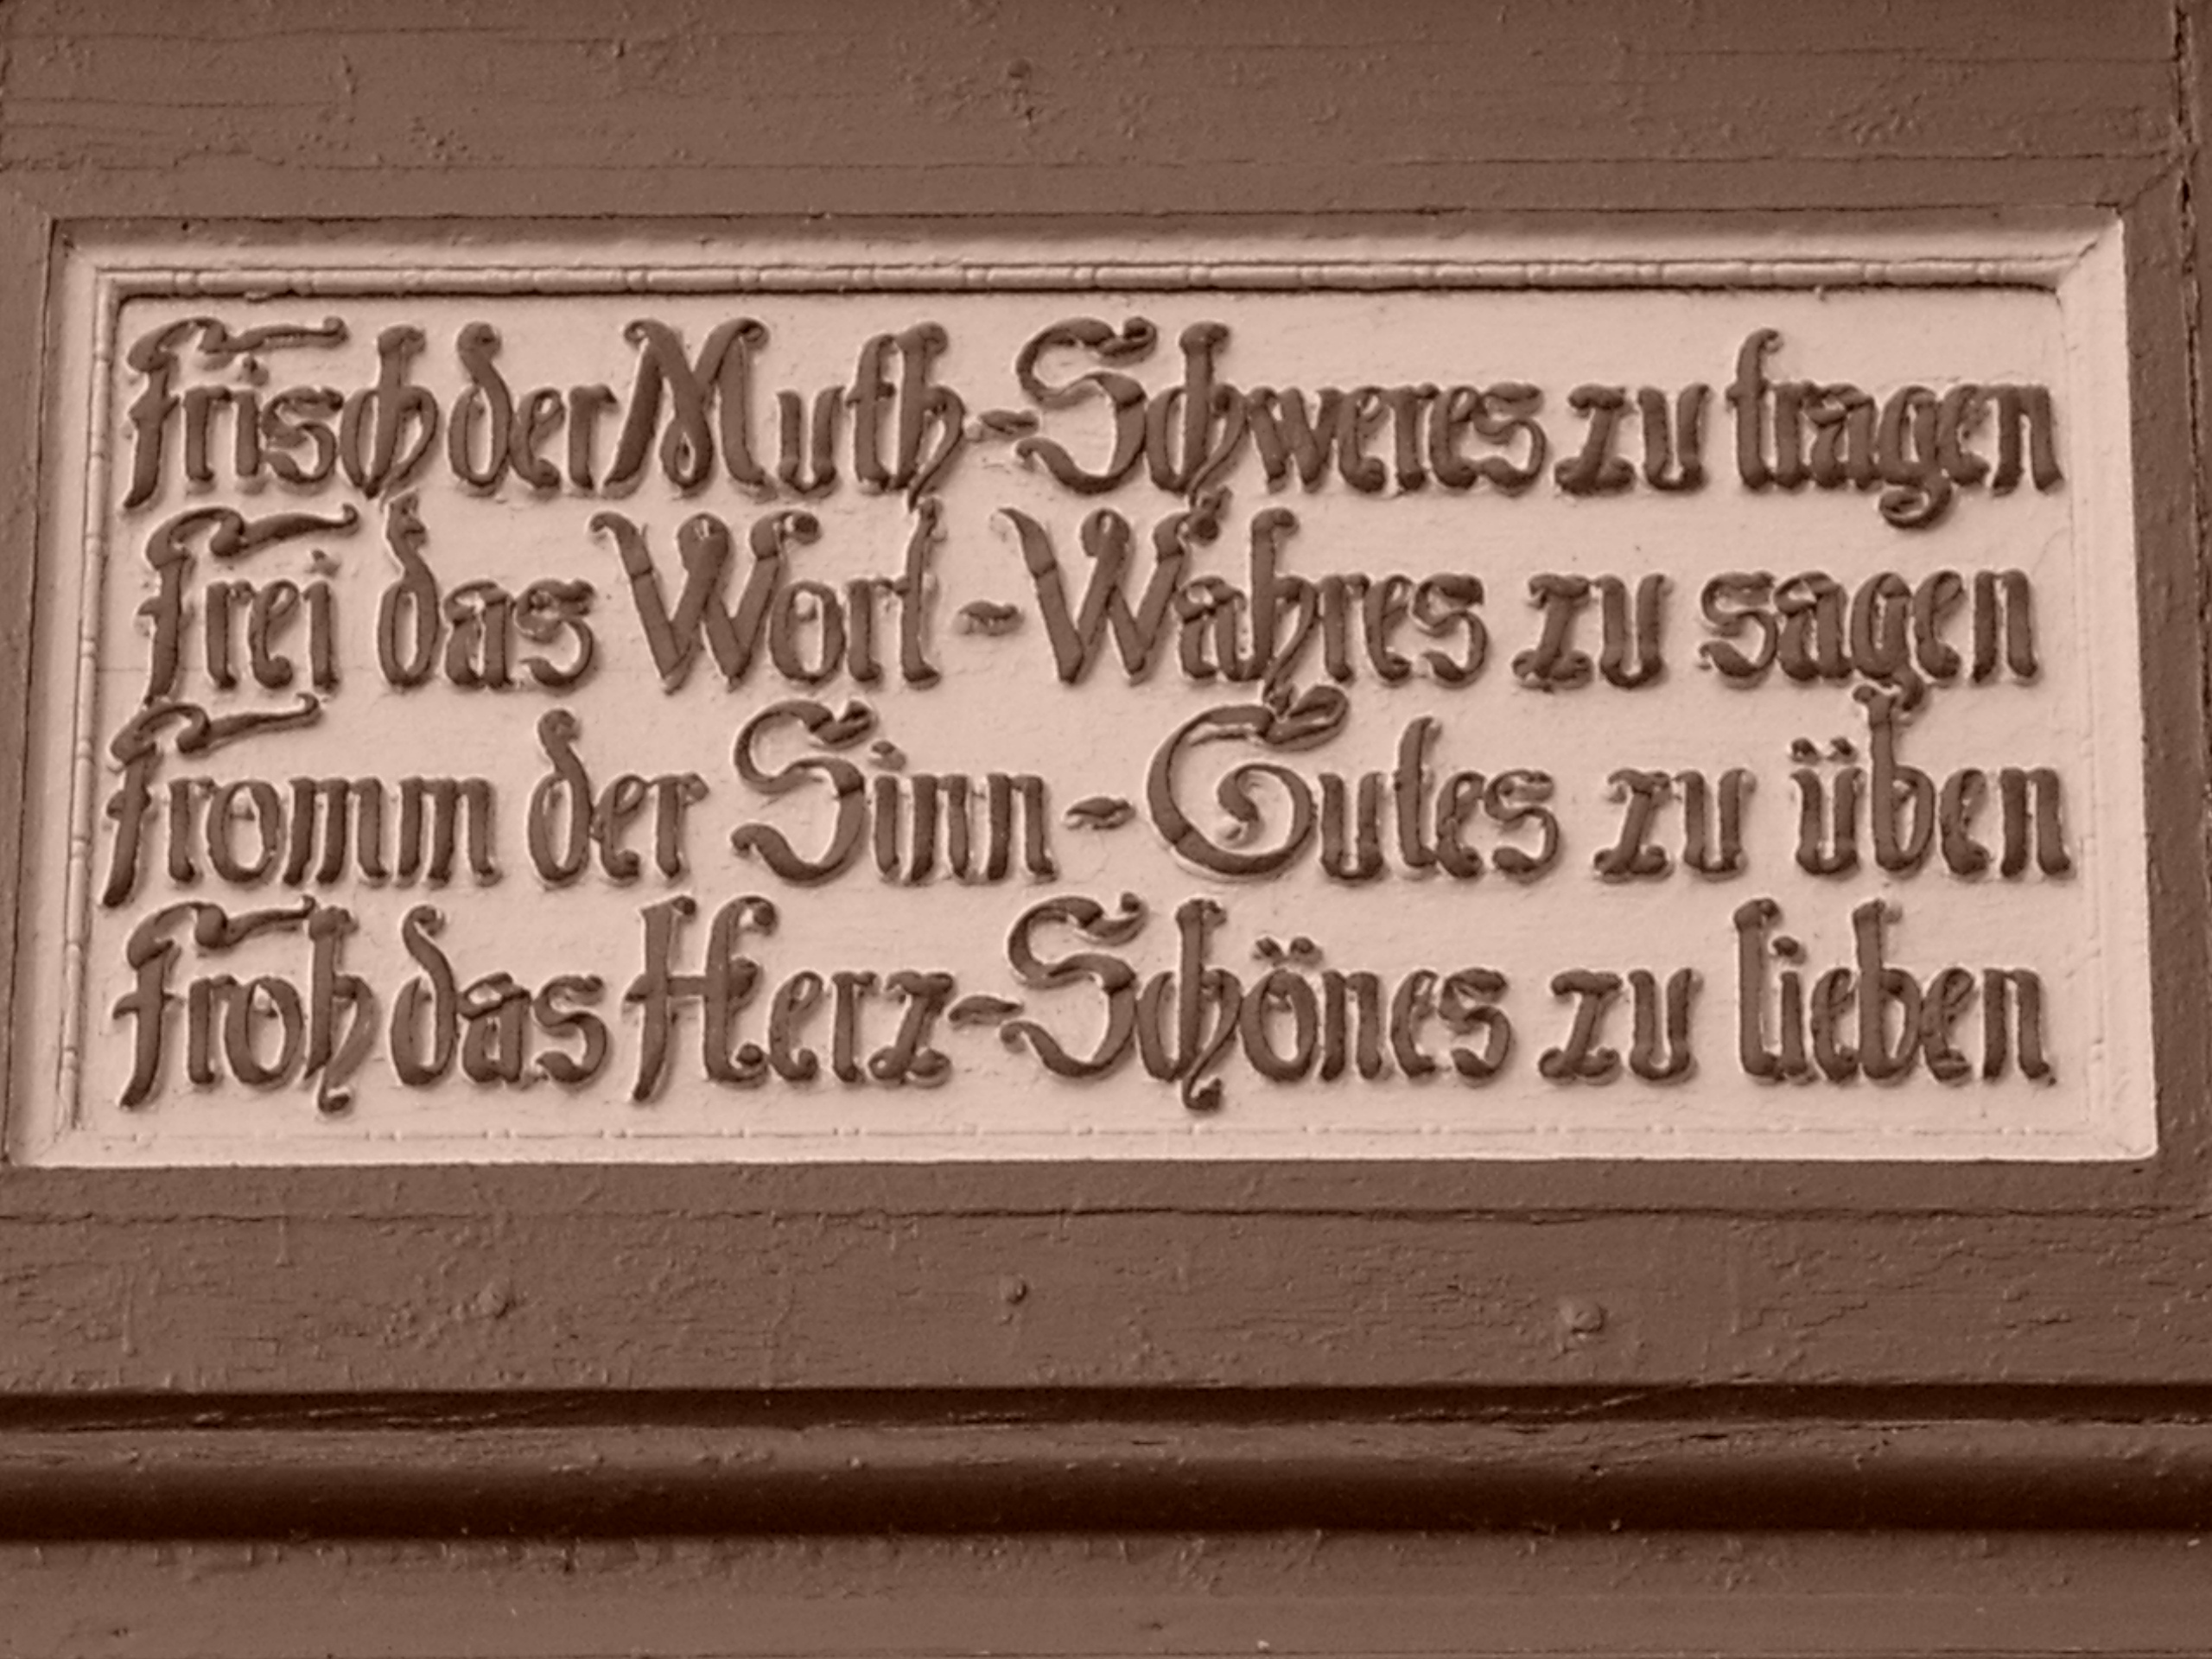 Frisch der Muth - Schweres zu tragen
Frei das Wort - Wahres zu sagen
Fromm der Sinn - Gutes zu üben
Froh das Herz - Schönes zu lieben